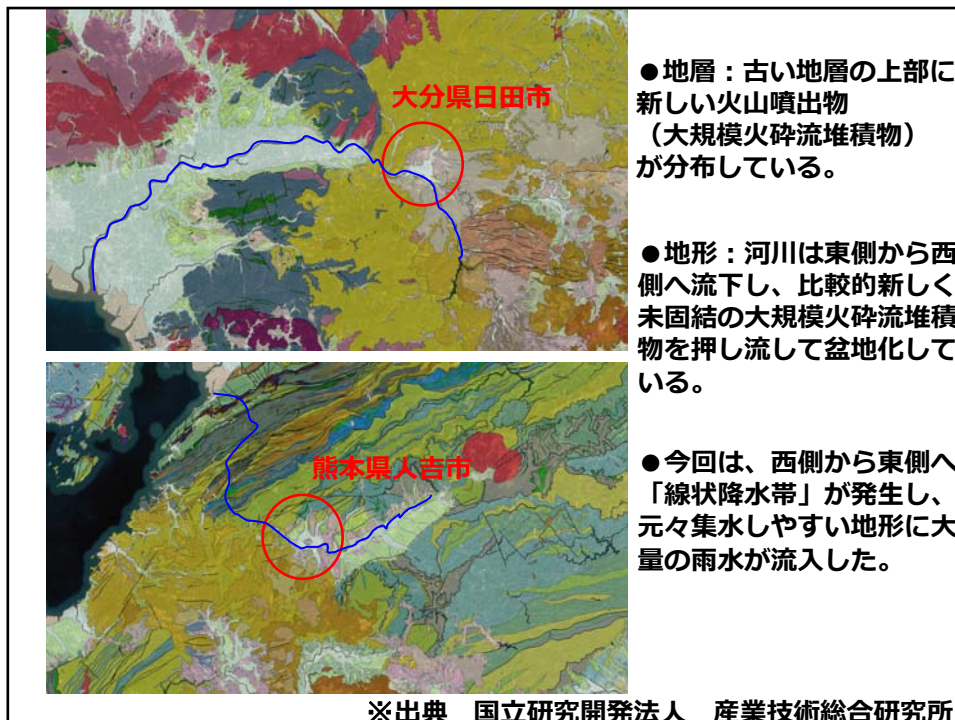 大分県日田市
熊本県人吉市
●地層：古い地層の上部に
新しい火山噴出物
（大規模火砕流堆積物）
が分布している。
●地形：河川は東側から西
側へ流下し、比較的新しく
未固結の大規模火砕流堆積
物を押し流して盆地化して
いる。
●今回は、西側から東側へ
「線状降水帯」が発生し、
元々集水しやすい地形に大
量の雨水が流入した。
※出典　国立研究開発法人　産業技術総合研究所